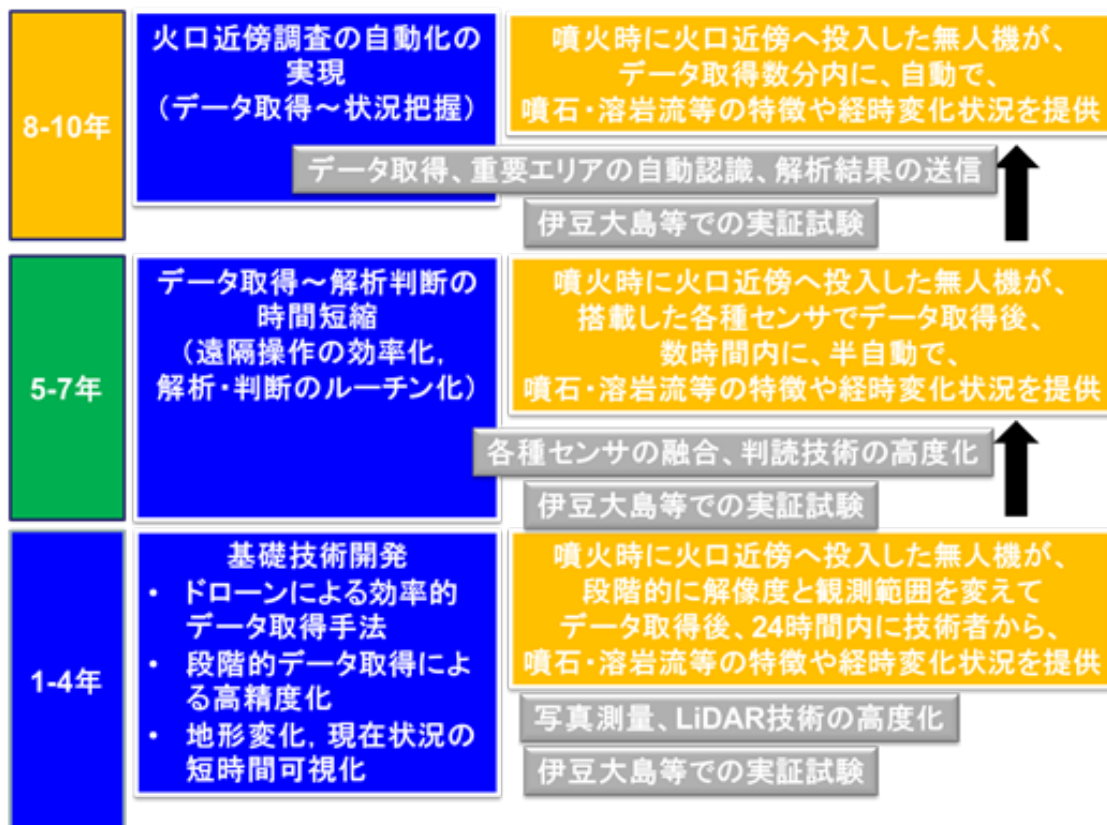 8-10年
火口近傍調査の自動化の
実現
（データ取得～状況把握）
噴火時に火口近傍へ投入した無人機が、
データ取得数分内に、自動で、
噴石・溶岩流等の特徴や経時変化状況を提供
データ取得、重要エリアの自動認識、解析結果の送信
伊豆大島等での実証試験
5-7年
データ取得～解析判断の
時間短縮
（遠隔操作の効率化,
解析・判断のルーチン化）
噴火時に火口近傍へ投入した無人機が、
搭載した各種センサでデータ取得後、
数時間内に、半自動で、
噴石・溶岩流等の特徴や経時変化状況を提供
各種センサの融合、判読技術の高度化
伊豆大島等での実証試験
1-4年
基礎技術開発
• ドローンによる効率的
データ取得手法
• 段階的データ取得によ
る高精度化
• 地形変化, 現在状況の
短時間可視化
噴火時に火口近傍へ投入した無人機が、
段階的に解像度と観測範囲を変えて
データ取得後、24時間内に技術者から、
噴石・溶岩流等の特徴や経時変化状況を提供
写真測量、LiDAR技術の高度化
伊豆大島等での実証試験